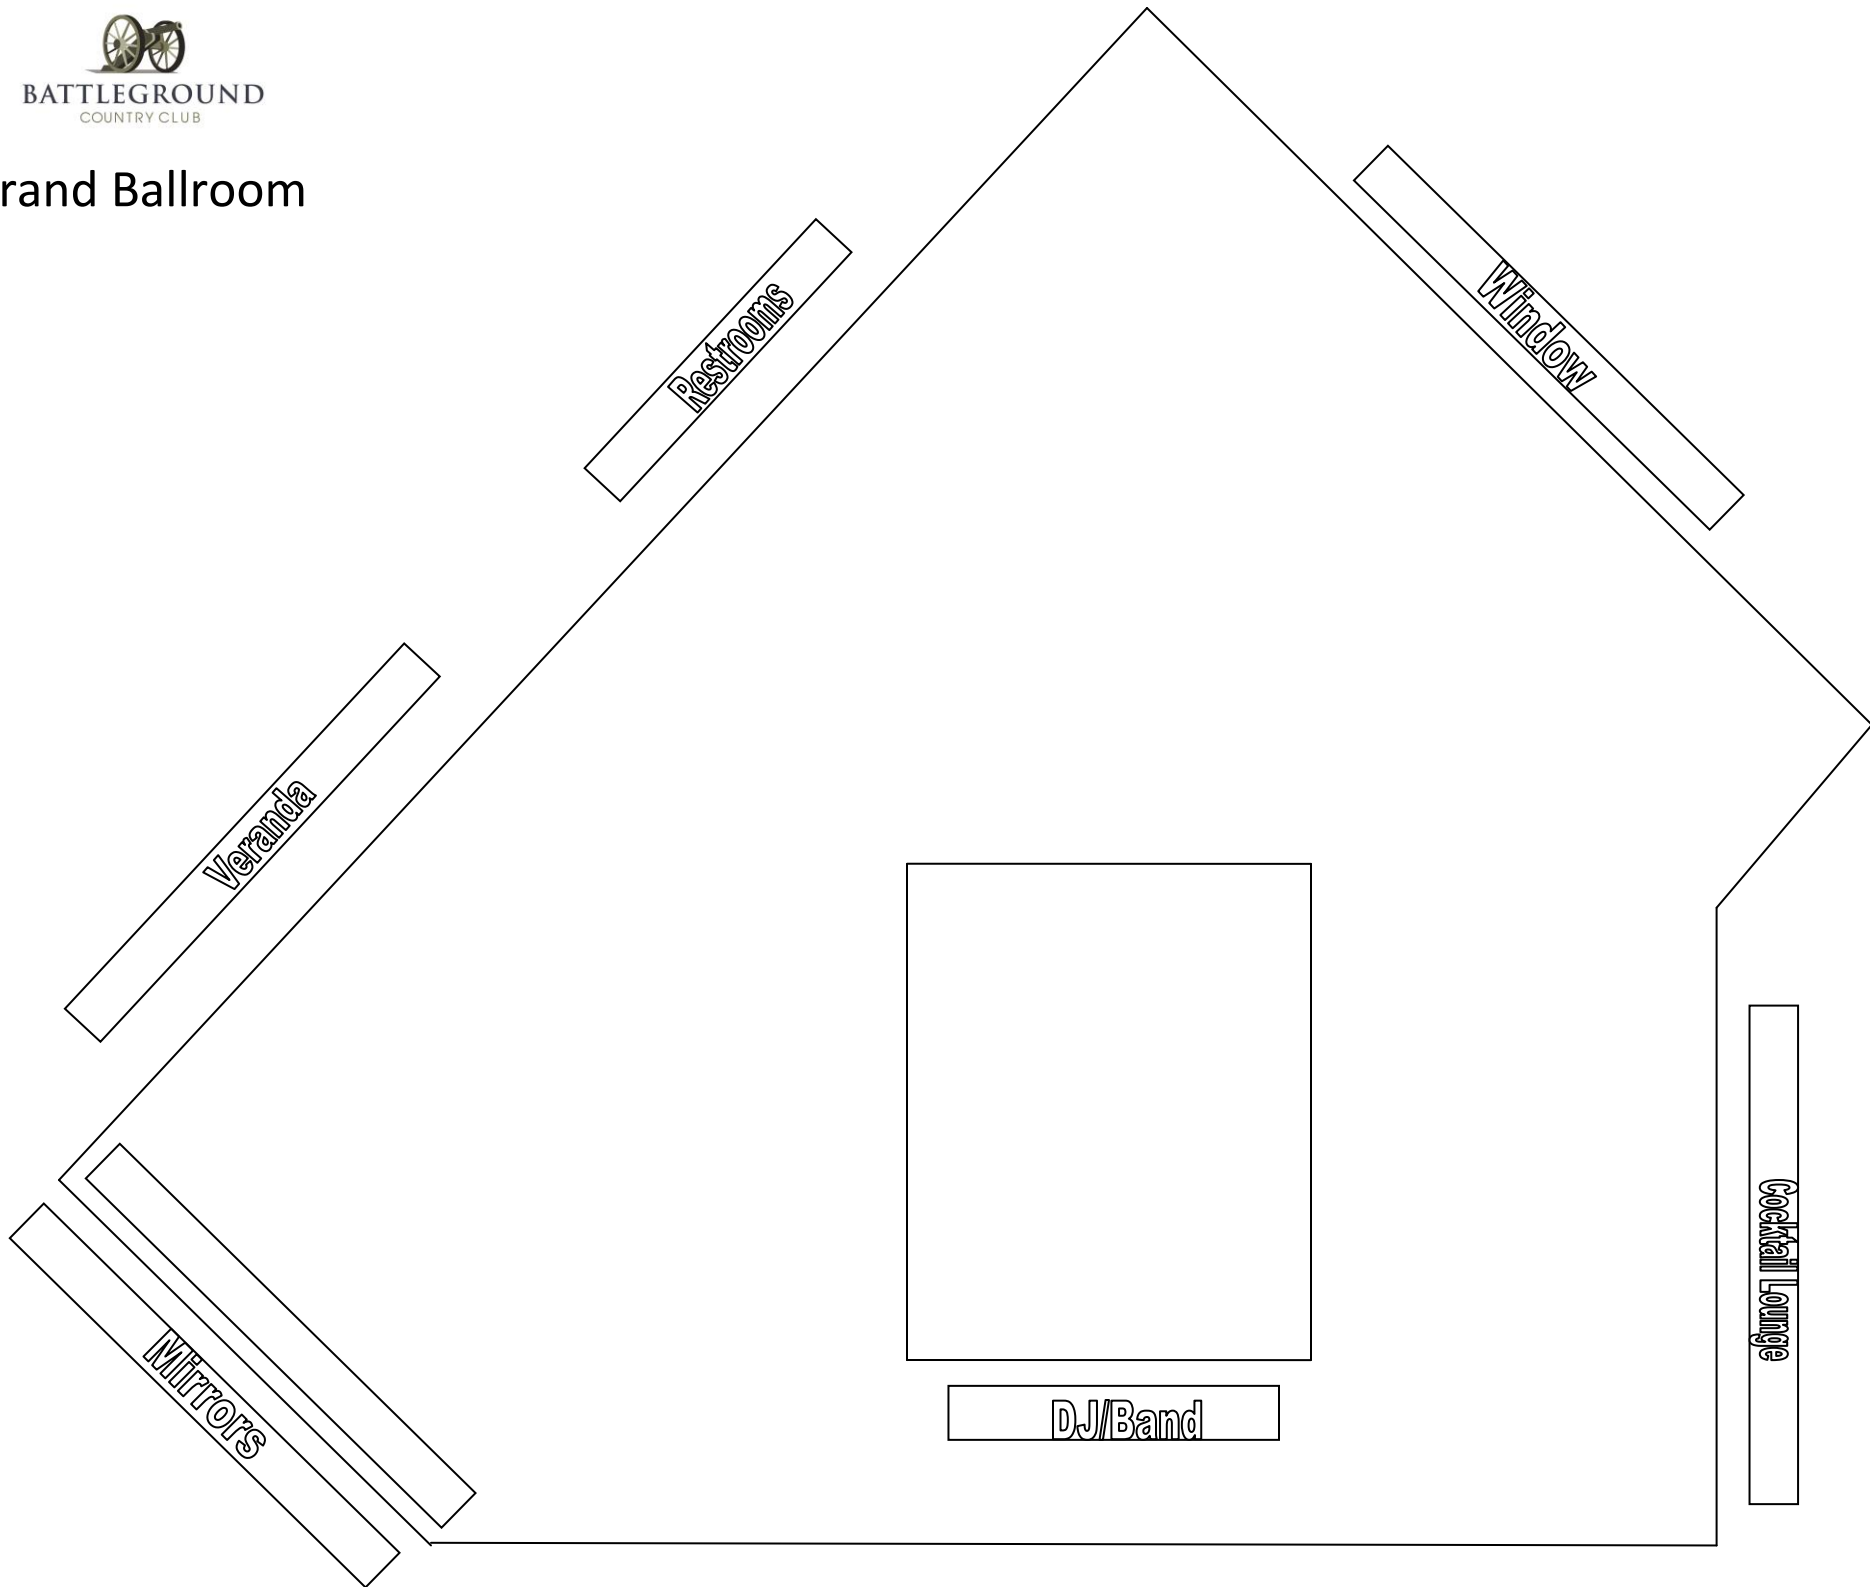 BATTLEGROUND
COUNTRY CLUB
rand Ballroom
Restrooms
Window
Veranda
Cocktail Lounge
Mirrors
DJ/Band